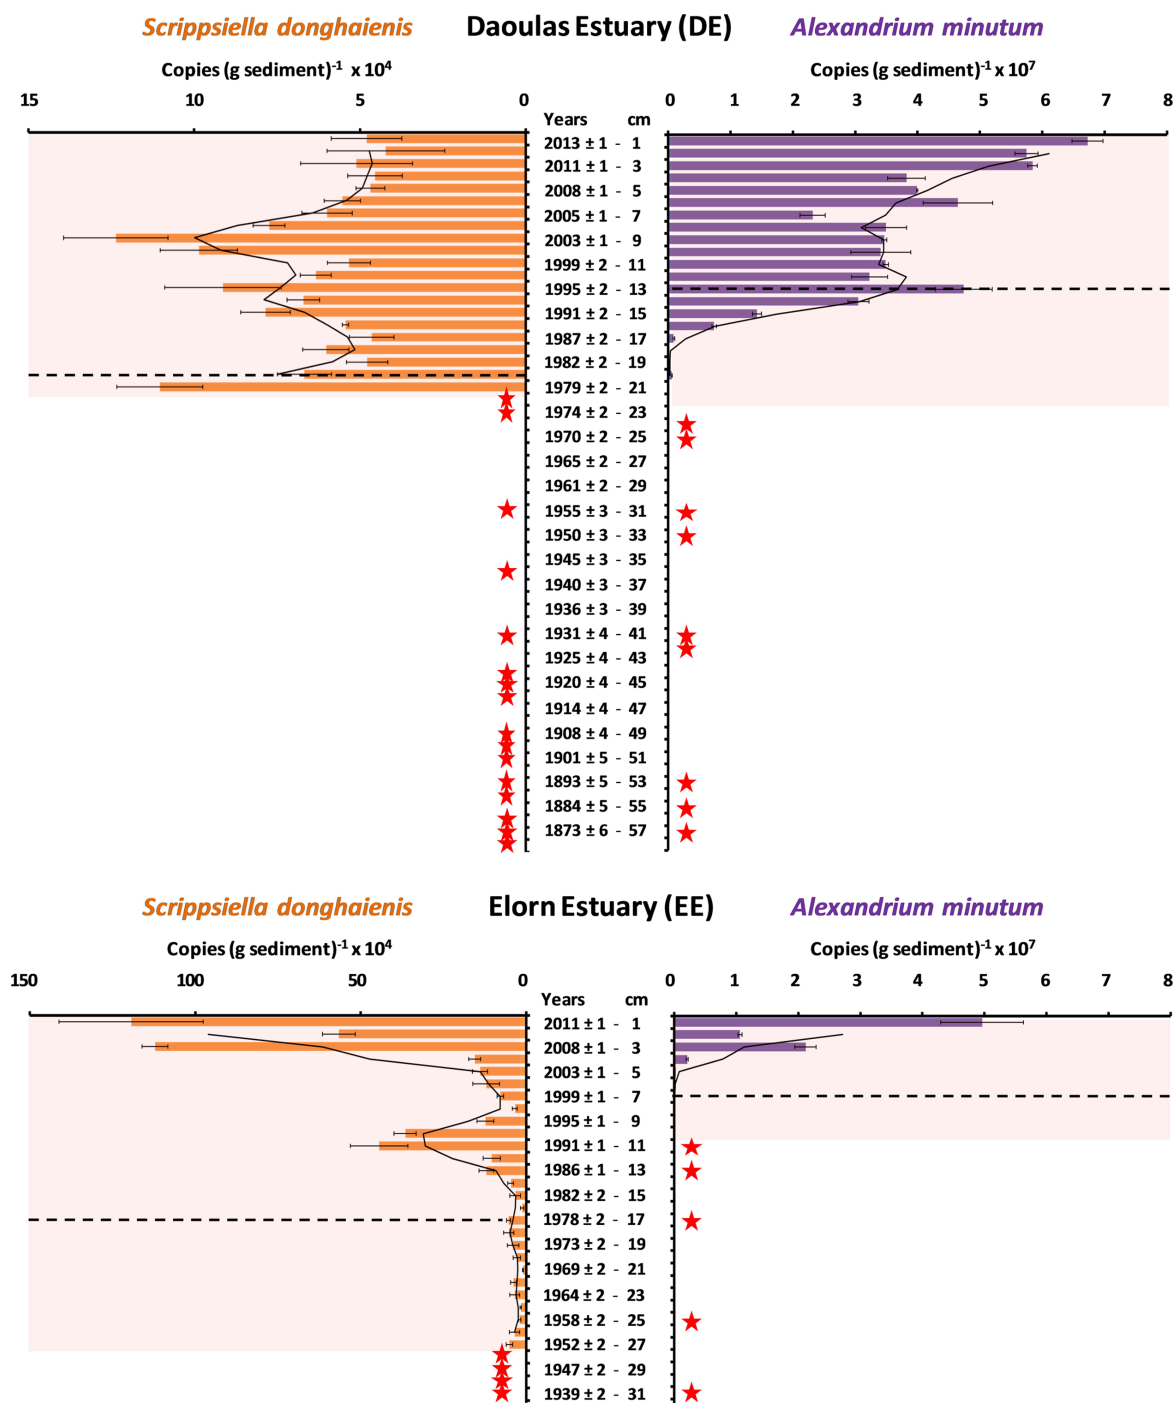 Scrippsiella donghaienis Daoulas Estuary (DE) Alexandrium minutum
Copies (g sediment)-1 x 104 Copies (g sediment)-1 x 107
15 10 5 0 0 1 2 3 4 5 6 7 8
Years cm
2013 ± 1 - 1
2011 ± 1 - 3
2008 ± 1 - 5
2005 ± 1 - 7
2003 ± 1 - 9
1999 ± 2 - 11
1995 ± 2 - 13
1991 ± 2 - 15
1987 ± 2 - 17
1982 ± 2 - 19
1979 ± 2 - 21
1974 ± 2 - 23
1970 ± 2 - 25
1965 ± 2 - 27
1961 ± 2 - 29
1955 ± 3 - 31
1950 ± 3 - 33
1945 ± 3 - 35
1940 ± 3 - 37
1936 ± 3 - 39
1931 ± 4 - 41
1925 ± 4 - 43
1920 ± 4 - 45
1914 ± 4 - 47
1908 ± 4 - 49
1901 ± 5 - 51
1893 ± 5 - 53
1884 ± 5 - 55
1873 ± 6 - 57
Scrippsiella donghaienis Elorn Estuary (EE) Alexandrium minutum
Copies (g sediment)-1 x 104 Copies (g sediment)-1 x 107
150 100 50 0 0 1 2 3 4 5 6 7 8
Years cm
2011 ± 1 - 1
2008 ± 1 - 3
2003 ± 1 - 5
1999 ± 1 - 7
1995 ± 1 - 9
1991 ± 1 - 11
1986 ± 1 - 13
1982 ± 2 - 15
1978 ± 2 - 17
1973 ± 2 - 19
1969 ± 2 - 21
1964 ± 2 - 23
1958 ± 2 - 25
1952 ± 2 - 27
1947 ± 2 - 29
1939 ± 2 - 31